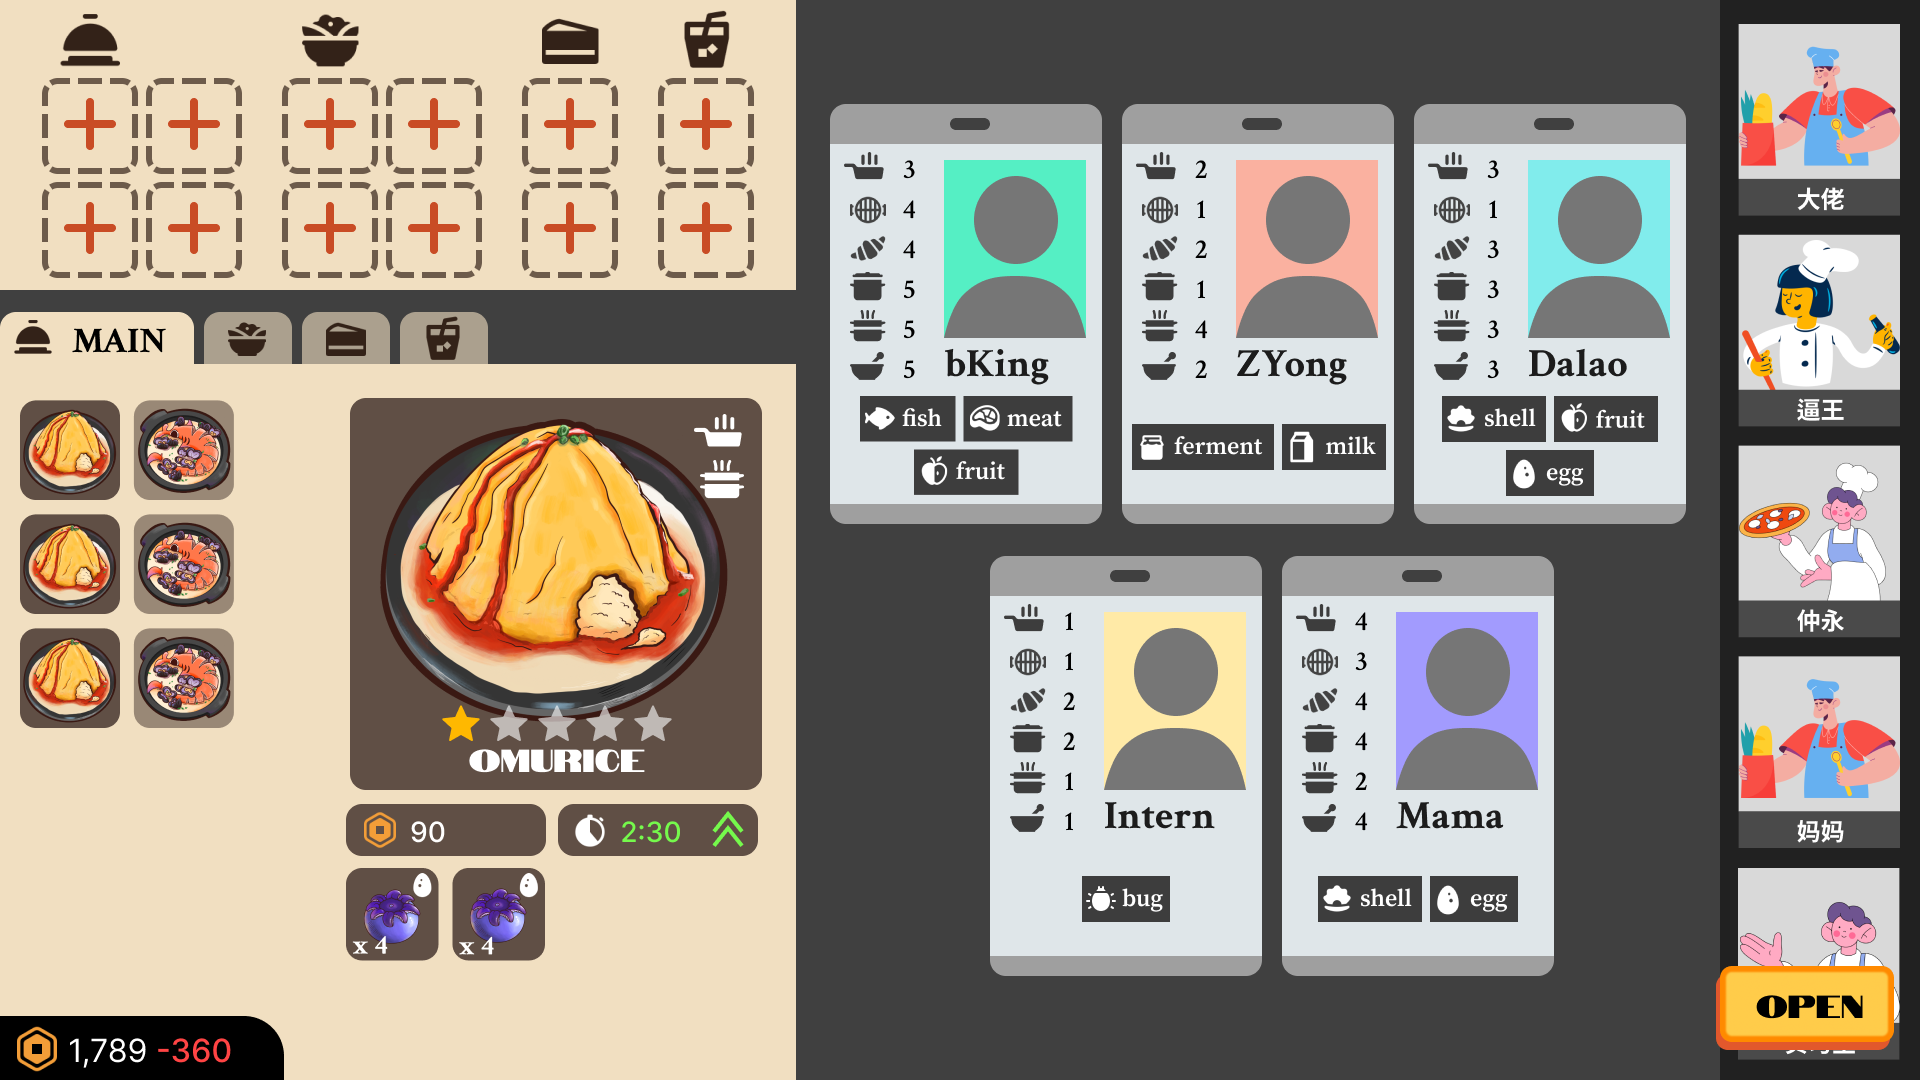 MAIN
OMURICE
90
2:30
x 4
x 4
1,789 -360
3
4
4
5
5
5
bKing
fish
meat
fruit
2
1
2
1
4
2
ZYong
ferment
milk
3
1
3
3
3
3
Dalao
shell
fruit
egg
1
1
2
2
1
1
Intern
bug
4
3
4
4
2
4
Mama
shell
egg
大佬
逼王
仲永
妈妈
OPEN